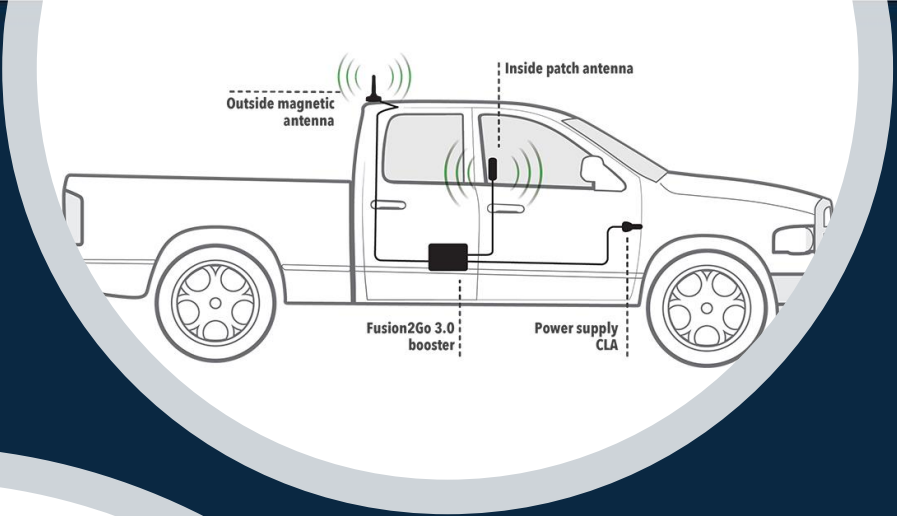 Inside patch antenna
Outside magnetic
antenna
Fusion2Go 3.0
booster
Power supply
CLA